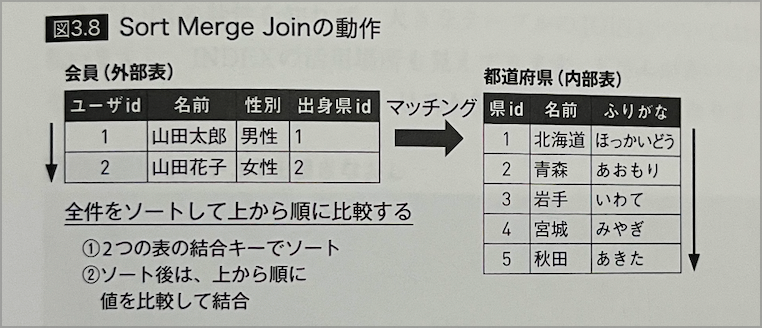 図3.8 Sort Merge Joinの動作
会員（外部表）
ユーザid 名前 性別 出身県id
1 山田太郎 男性 1
2 山田花子 女性 2
マッチング
都道府県（内部表）
県id 名前 ふりがな
1 北海道 ほっかいどう
2 青森 あおもり
3 岩手 いわて
4 宮城 みやぎ
5 秋田 あきた
全件をソートして上から順に比較する
①2つの表の結合キーでソート
②ソート後は、上から順に
値を比較して結合